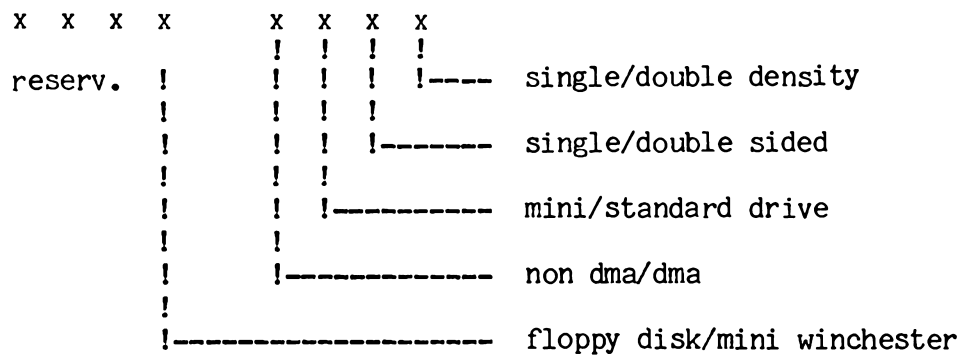 x x x x x x x x
reserv. ! ! ! ! !---- single/double density
! ! ! !------- single/double sided
! ! !---------- mini/standard drive
! !------------- non dma/dma
!-------------------- floppy disk/mini winchester